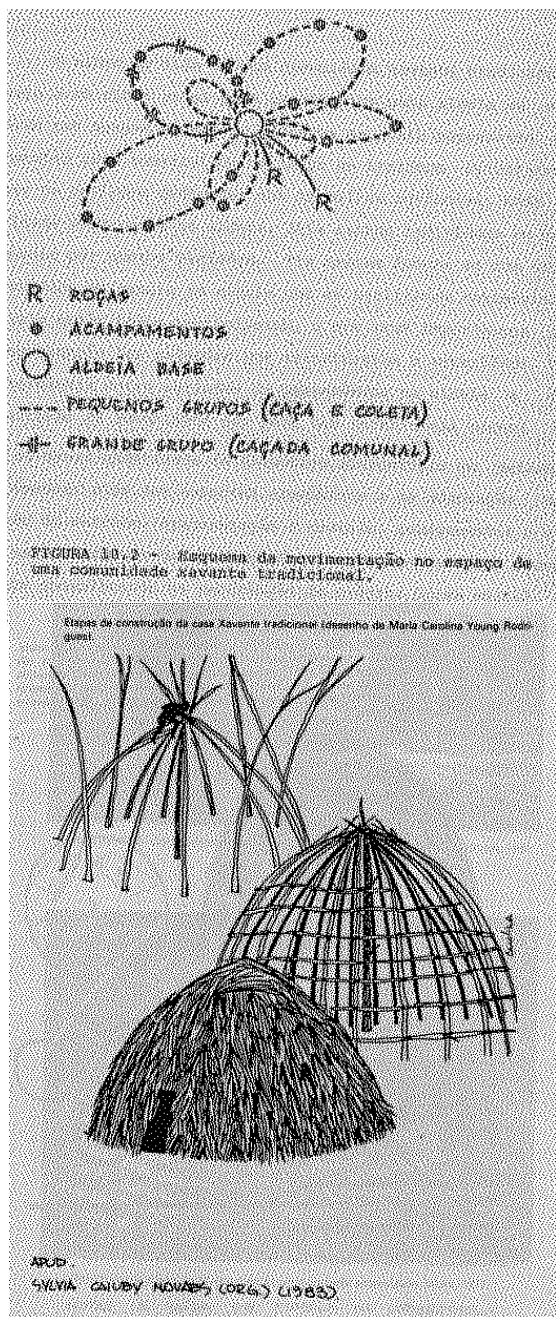 R
R
R ROÇAS
ACAMPAMENTOS
ALDEIA BASE
PEQUENOS GRUPOS (CAÇA E COLETA)
GRANDE GRUPO (CAÇADA COMUNAL)
FIGURA 10.2 - Esquema da movimentação no espaço de
uma comunidade Xavante tradicional.
Etapas de construção da casa Xavante tradicional (desenho de Maria Carolina Young Rodri-
gues).
APUD.
SYLVIA CAIUBY NOVAES (ORG.) (1983)